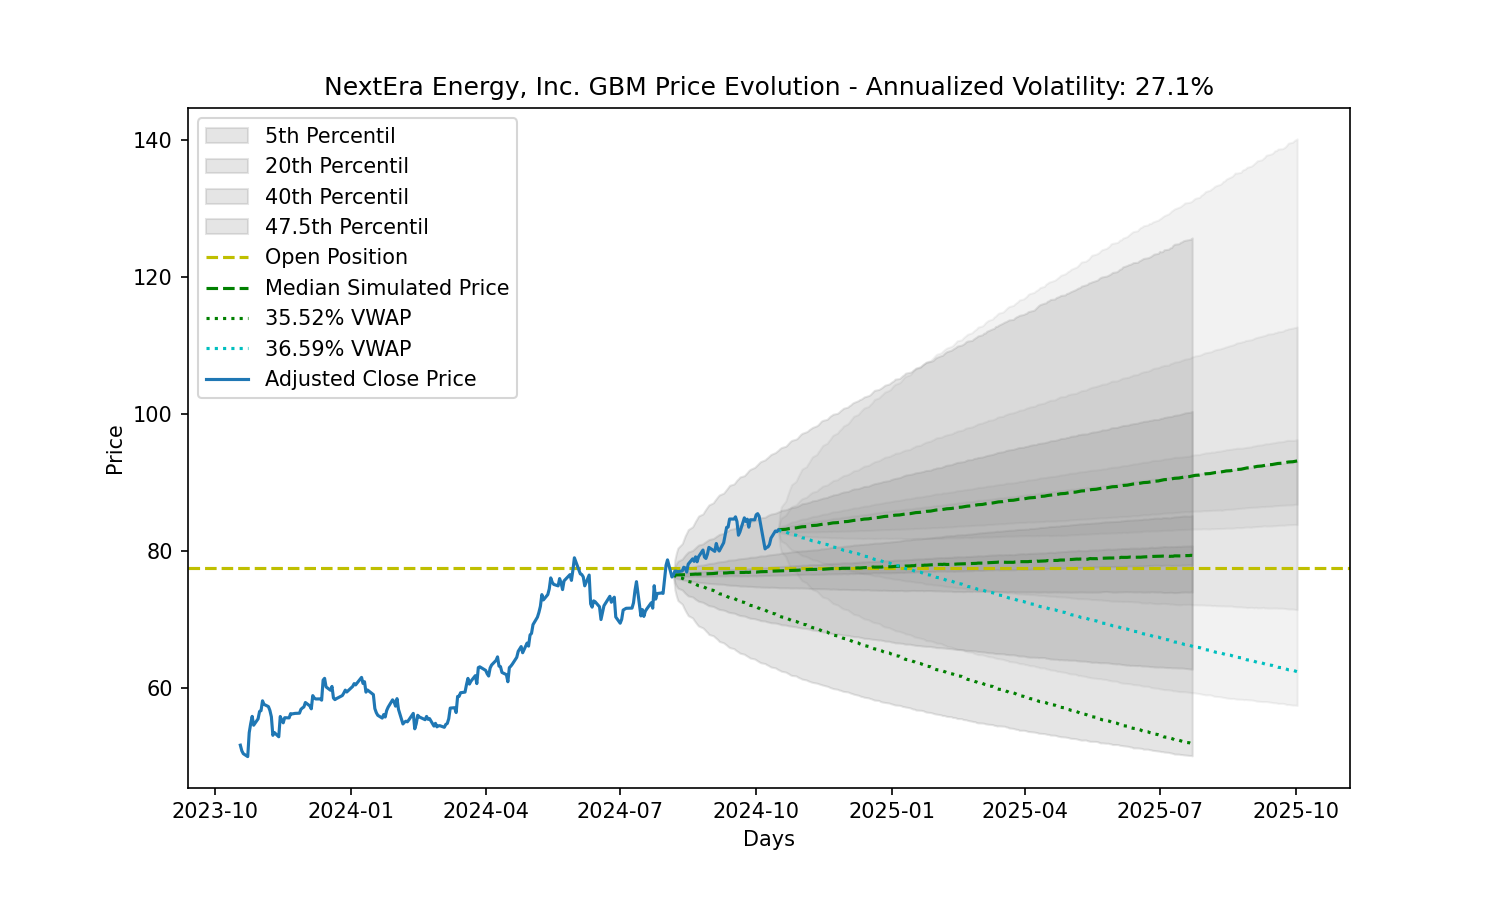 NextEra Energy, Inc. GBM Price Evolution - Annualized Volatility: 27.1%
140
120
100
80
60
Price
5th Percentil
20th Percentil
40th Percentil
47.5th Percentil
Open Position
Median Simulated Price
35.52% VWAP
36.59% VWAP
Adjusted Close Price
2023-10 2024-01 2024-04 2024-07 2024-10 2025-01 2025-04 2025-07 2025-10
Days